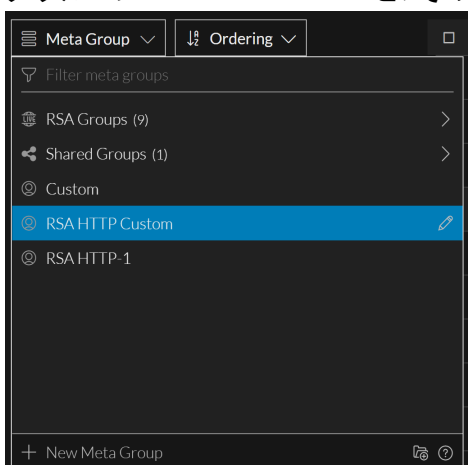 Meta Group
Ordering
Filter meta groups
RSA Groups (9)
Shared Groups (1)
Custom
RSA HTTP Custom
RSA HTTP-1
New Meta Group